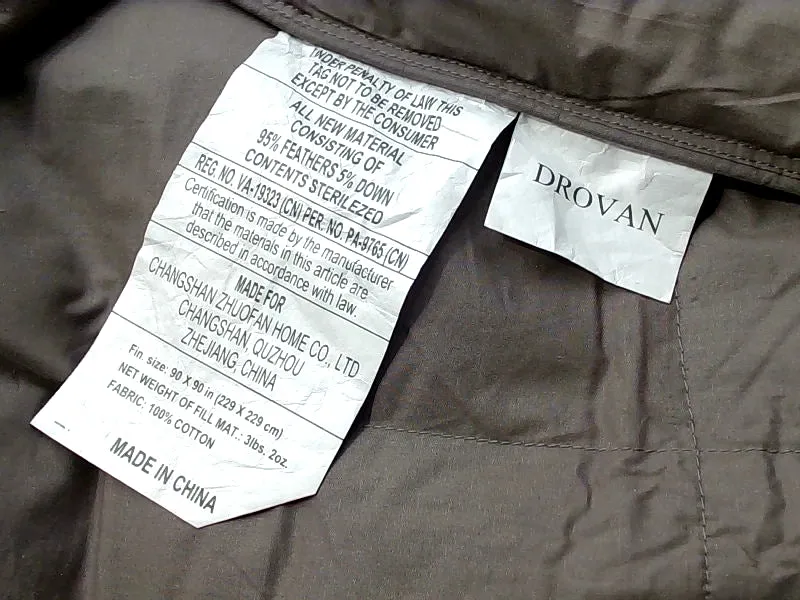 UNDER PENALTY OF LAW THIS
TAG NOT TO BE REMOVED
EXCEPT BY THE CONSUMER
ALL NEW MATERIAL
CONSISTING OF
95% FEATHERS 5% DOWN
CONTENTS STERILEZED
REG. NO. VA-19323 (CN) PER. NO. PA-9765 (CN)
Certification is made by the manufacturer
that the materials in this article are
described in accordance with law.
MADE FOR
CHANGSHAN ZHUOFAN HOME CO., LTD
CHANGSHAN, QUZHOU
ZHEJIANG, CHINA
Fin. size: 90 X 90 in (229 X 229 cm)
NET WEIGHT OF FILL MAT.: 3lbs. 2oz.
FABRIC: 100% COTTON
MADE IN CHINA
DROVAN